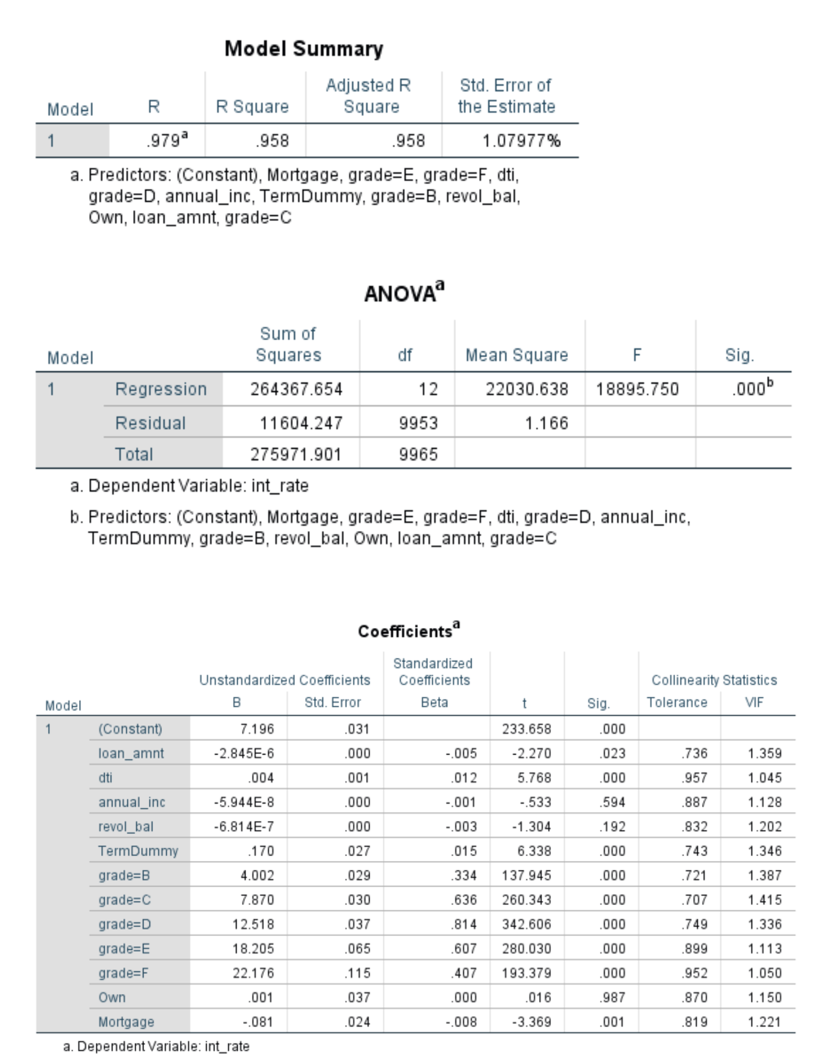 Model Summary
Model R R Square Adjusted R Square Std. Error of the Estimate
1 .979a .958 .958 1.07977%
a. Predictors: (Constant), Mortgage, grade=E, grade=F, dti,
grade=D, annual_inc, TermDummy, grade=B, revol_bal,
Own, loan_amnt, grade=C
ANOVAa
Model Sum of Squares df Mean Square F Sig.
1 Regression 264367.654 12 22030.638 18895.750 .000b
Residual 11604.247 9953 1.166
Total 275971.901 9965
a. Dependent Variable: int_rate
b. Predictors: (Constant), Mortgage, grade=E, grade=F, dti, grade=D, annual_inc,
TermDummy, grade=B, revol_bal, Own, loan_amnt, grade=C
Coefficientsa
Unstandardized Coefficients Standardized Coefficients Collinearity Statistics
Model B Std. Error Beta t Sig. Tolerance VIF
1 (Constant) 7.196 .031 233.658 .000
loan_amnt -2.845E-6 .000 -.005 -2.270 .023 .736 1.359
dti .004 .001 .012 5.768 .000 .957 1.045
annual_inc -5.944E-8 .000 -.001 -.533 .594 .887 1.128
revol_bal -6.814E-7 .000 -.003 -1.304 .192 .832 1.202
TermDummy .170 .027 .015 6.338 .000 .743 1.346
grade=B 4.002 .029 .334 137.945 .000 .721 1.387
grade=C 7.870 .030 .636 260.343 .000 .707 1.415
grade=D 12.518 .037 .814 342.606 .000 .749 1.336
grade=E 18.205 .065 .607 280.030 .000 .899 1.113
grade=F 22.176 .115 .407 193.379 .000 .952 1.050
Own .001 .037 .000 .016 .987 .870 1.150
Mortgage -.081 .024 -.008 -3.369 .001 .819 1.221
a. Dependent Variable: int_rate